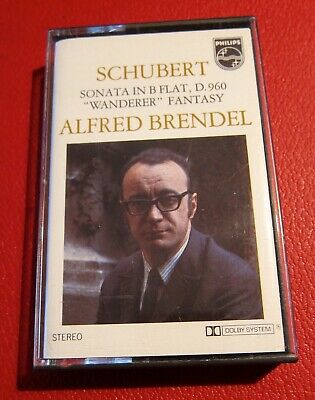 PHILIPS
SCHUBERT
SONATA IN B FLAT, D.960
"WANDERER" FANTASY
ALFRED BRENDEL
STEREO
DOLBY SYSTEM